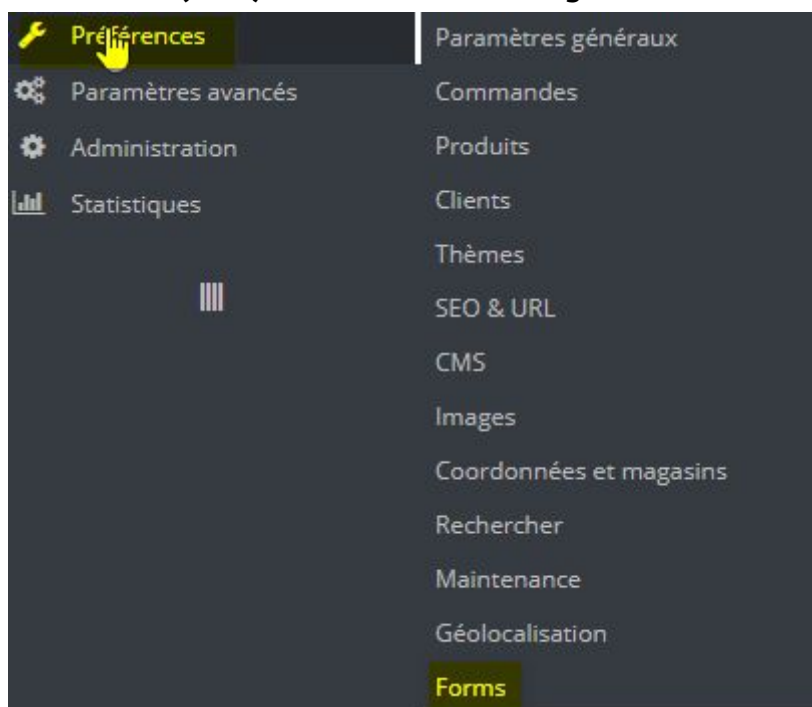 Préférences
Paramètres avancés
Administration
Statistiques
Paramètres généraux
Commandes
Produits
Clients
Thèmes
SEO & URL
CMS
Images
Coordonnées et magasins
Rechercher
Maintenance
Géolocalisation
Forms